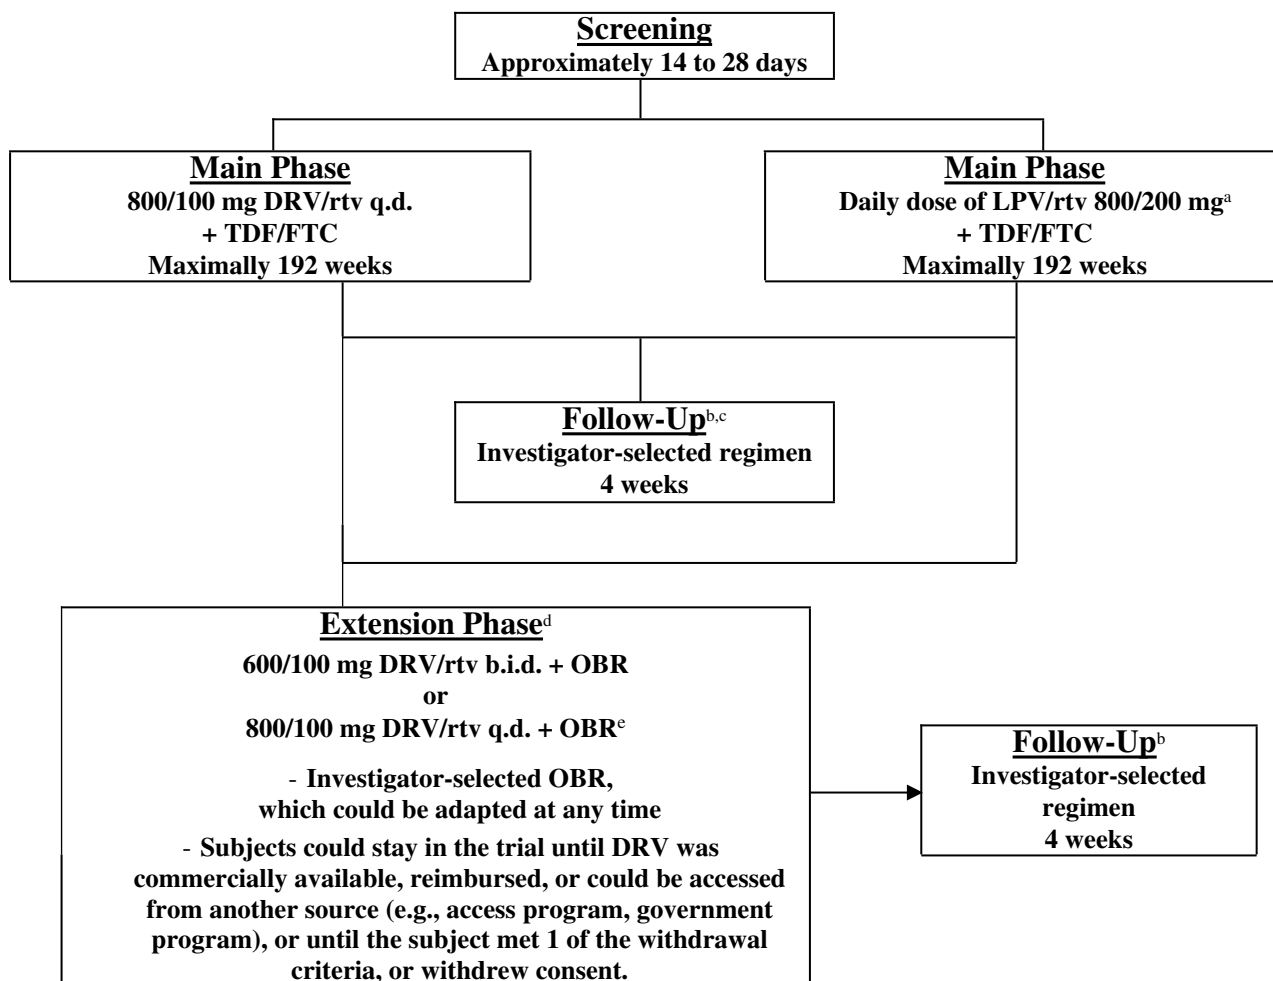 Screening
Approximately 14 to 28 days
Main Phase
800/100 mg DRV/rtv q.d.
+ TDF/FTC
Maximally 192 weeks
Main Phase
Daily dose of LPV/rtv 800/200 mgᵃ
+ TDF/FTC
Maximally 192 weeks
Follow-Upᵇ,ᶜ
Investigator-selected regimen
4 weeks
Extension Phaseᵈ
600/100 mg DRV/rtv b.i.d. + OBR
or
800/100 mg DRV/rtv q.d. + OBRᵉ
- Investigator-selected OBR,
which could be adapted at any time
- Subjects could stay in the trial until DRV was
commercially available, reimbursed, or could be accessed
from another source (e.g., access program, government
program), or until the subject met 1 of the withdrawal
criteria, or withdrew consent.
Follow-Upᵇ
Investigator-selected
regimen
4 weeks